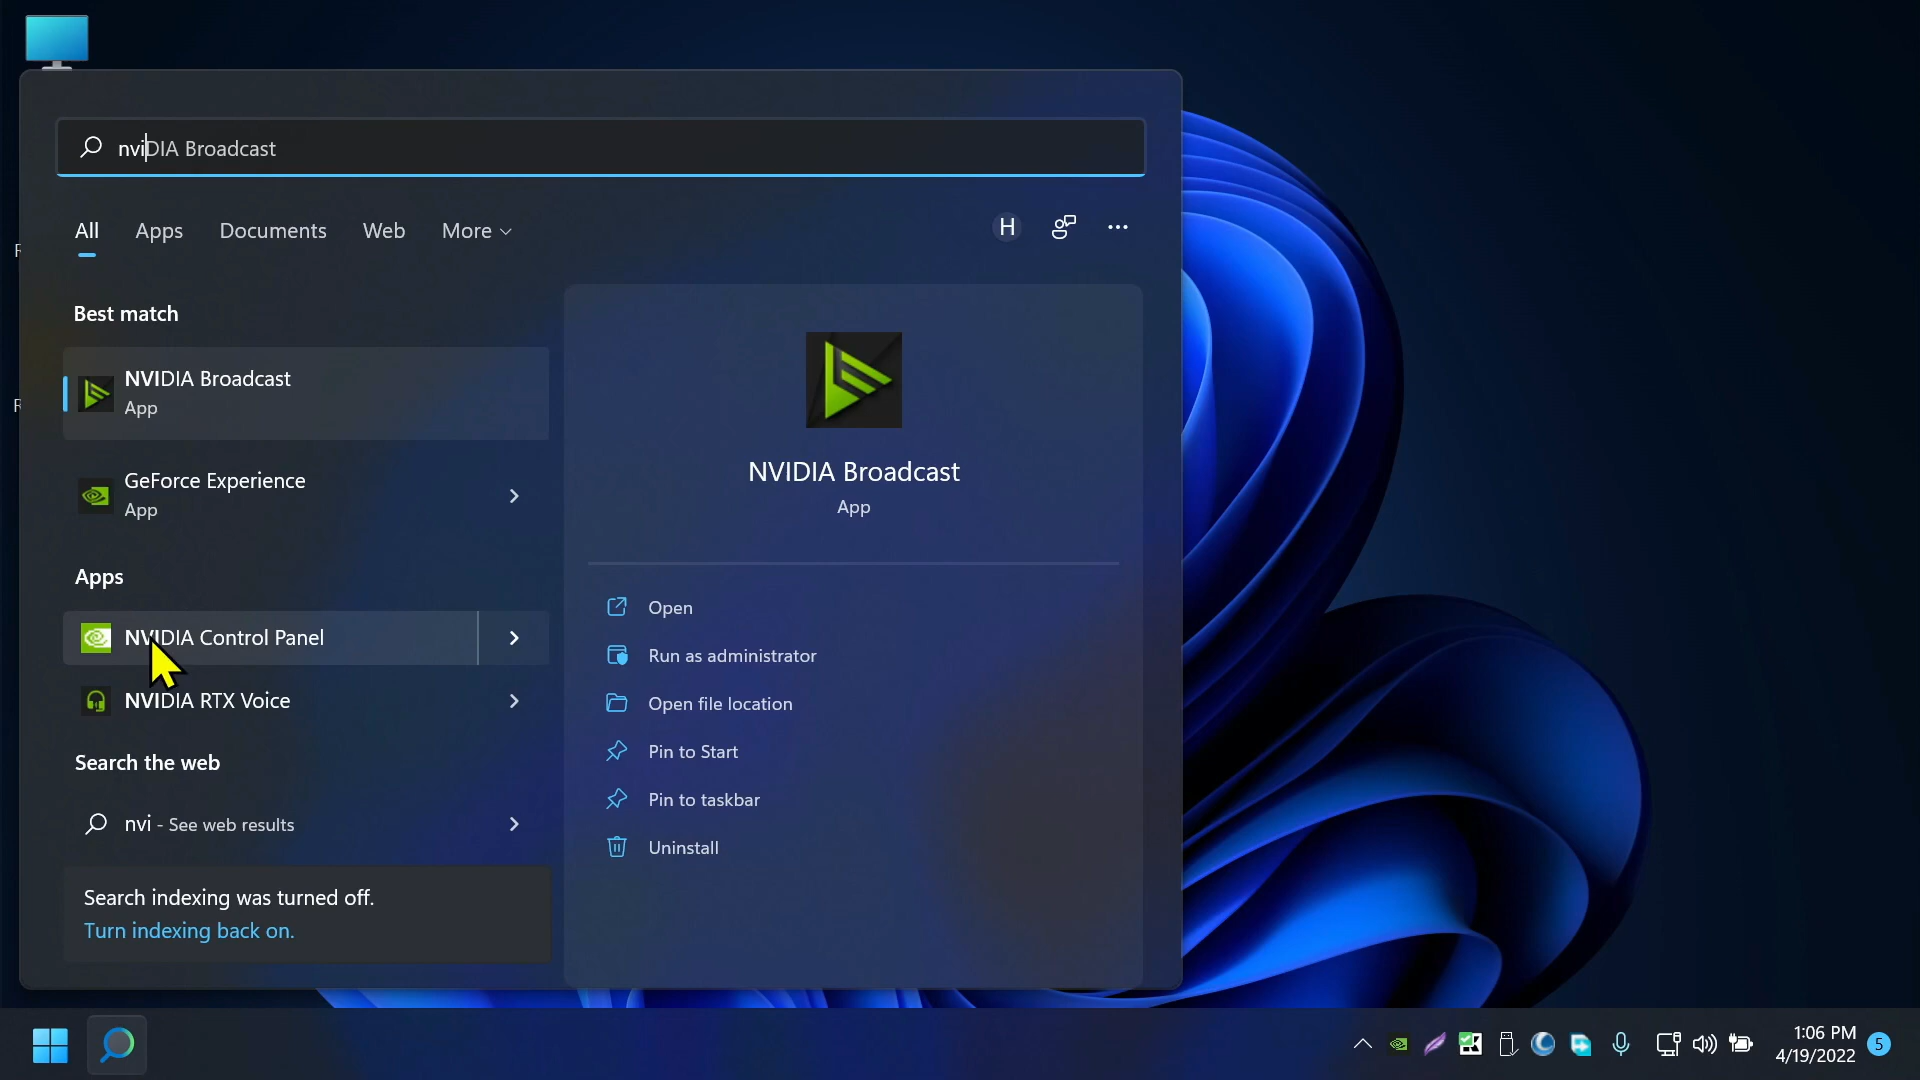 nviDIA Broadcast
All Apps Documents Web More H
Best match
NVIDIA Broadcast
App
GeForce Experience
App
Apps
NVIDIA Control Panel
NVIDIA RTX Voice
Search the web
nvi - See web results
Search indexing was turned off.
Turn indexing back on.
NVIDIA Broadcast
App
Open
Run as administrator
Open file location
Pin to Start
Pin to taskbar
Uninstall
R
R
1:06 PM
4/19/2022
5